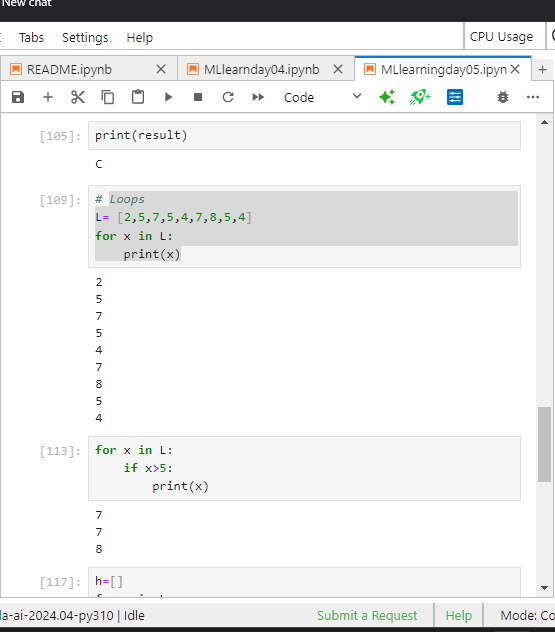 New chat
Tabs Settings Help CPU Usage
README.ipynb MLlearnday04.ipynb MLlearningday05.ipyn
Code
[105]: print(result)
C
[109]: # Loops
L= [2,5,7,5,4,7,8,5,4]
for x in L:
print(x)
2
5
7
5
4
7
8
5
4
[113]: for x in L:
if x>5:
print(x)
7
7
8
[117]: h=[]
la-ai-2024.04-py310 | Idle Submit a Request Help Mode: Co